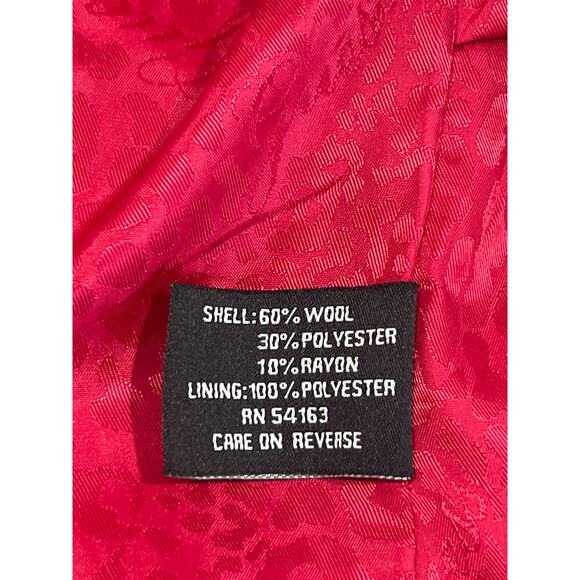 SHELL:60% WOOL
30%POLYESTER
10%RAYON
LINING:100%POLYESTER
RN 54163
CARE ON REVERSE